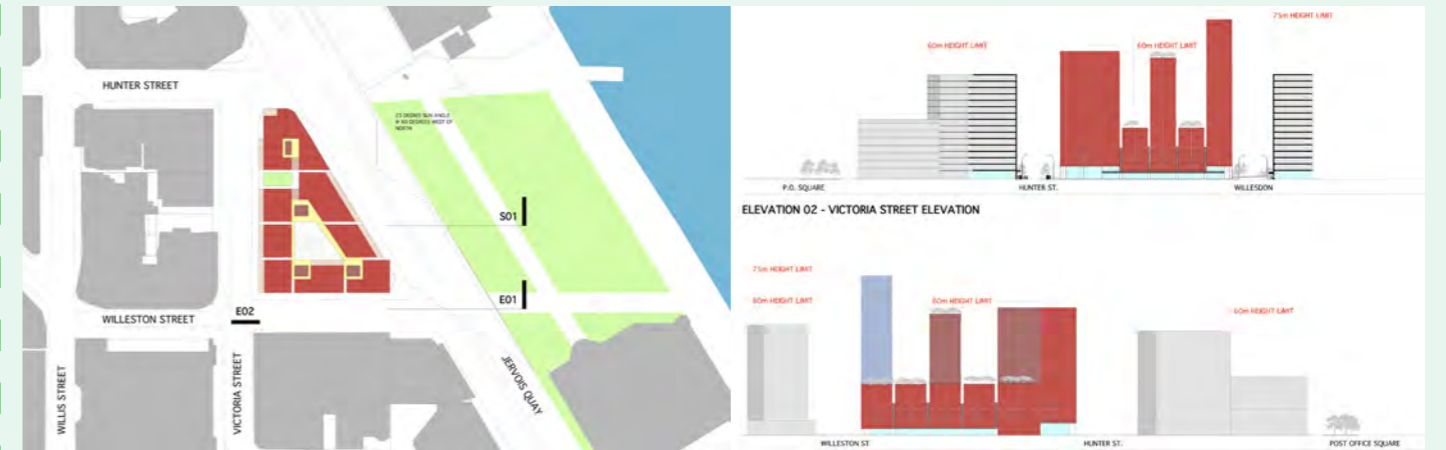 HUNTER STREET
23 DEGREE SUN ANGLE
@ 60 DEGREES WEST OF
NORTH
S01
E01
E02
WILLESTON STREET
WILLIS STREET
VICTORIA STREET
JERVOIS QUAY
75m HEIGHT LIMIT
60m HEIGHT LIMIT
60m HEIGHT LIMIT
P.O. SQUARE
HUNTER ST.
WILLESDON
ELEVATION 02 - VICTORIA STREET ELEVATION
75m HEIGHT LIMIT
60m HEIGHT LIMIT
60m HEIGHT LIMIT
60m HEIGHT LIMIT
WILLESTON ST
HUNTER ST.
POST OFFICE SQUARE